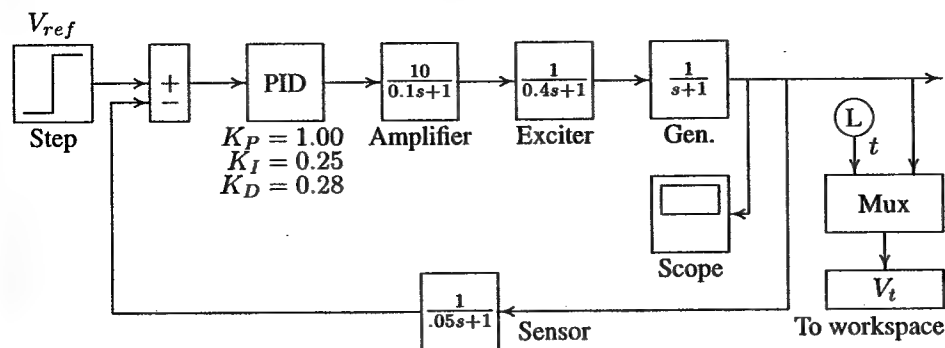 V_ref
Step
+
−
PID
K_P = 1.00
K_I = 0.25
K_D = 0.28
10
0.1s+1
Amplifier
1
0.4s+1
Exciter
1
s+1
Gen.
L
t
Mux
V_t
To workspace
Scope
1
.05s+1
Sensor